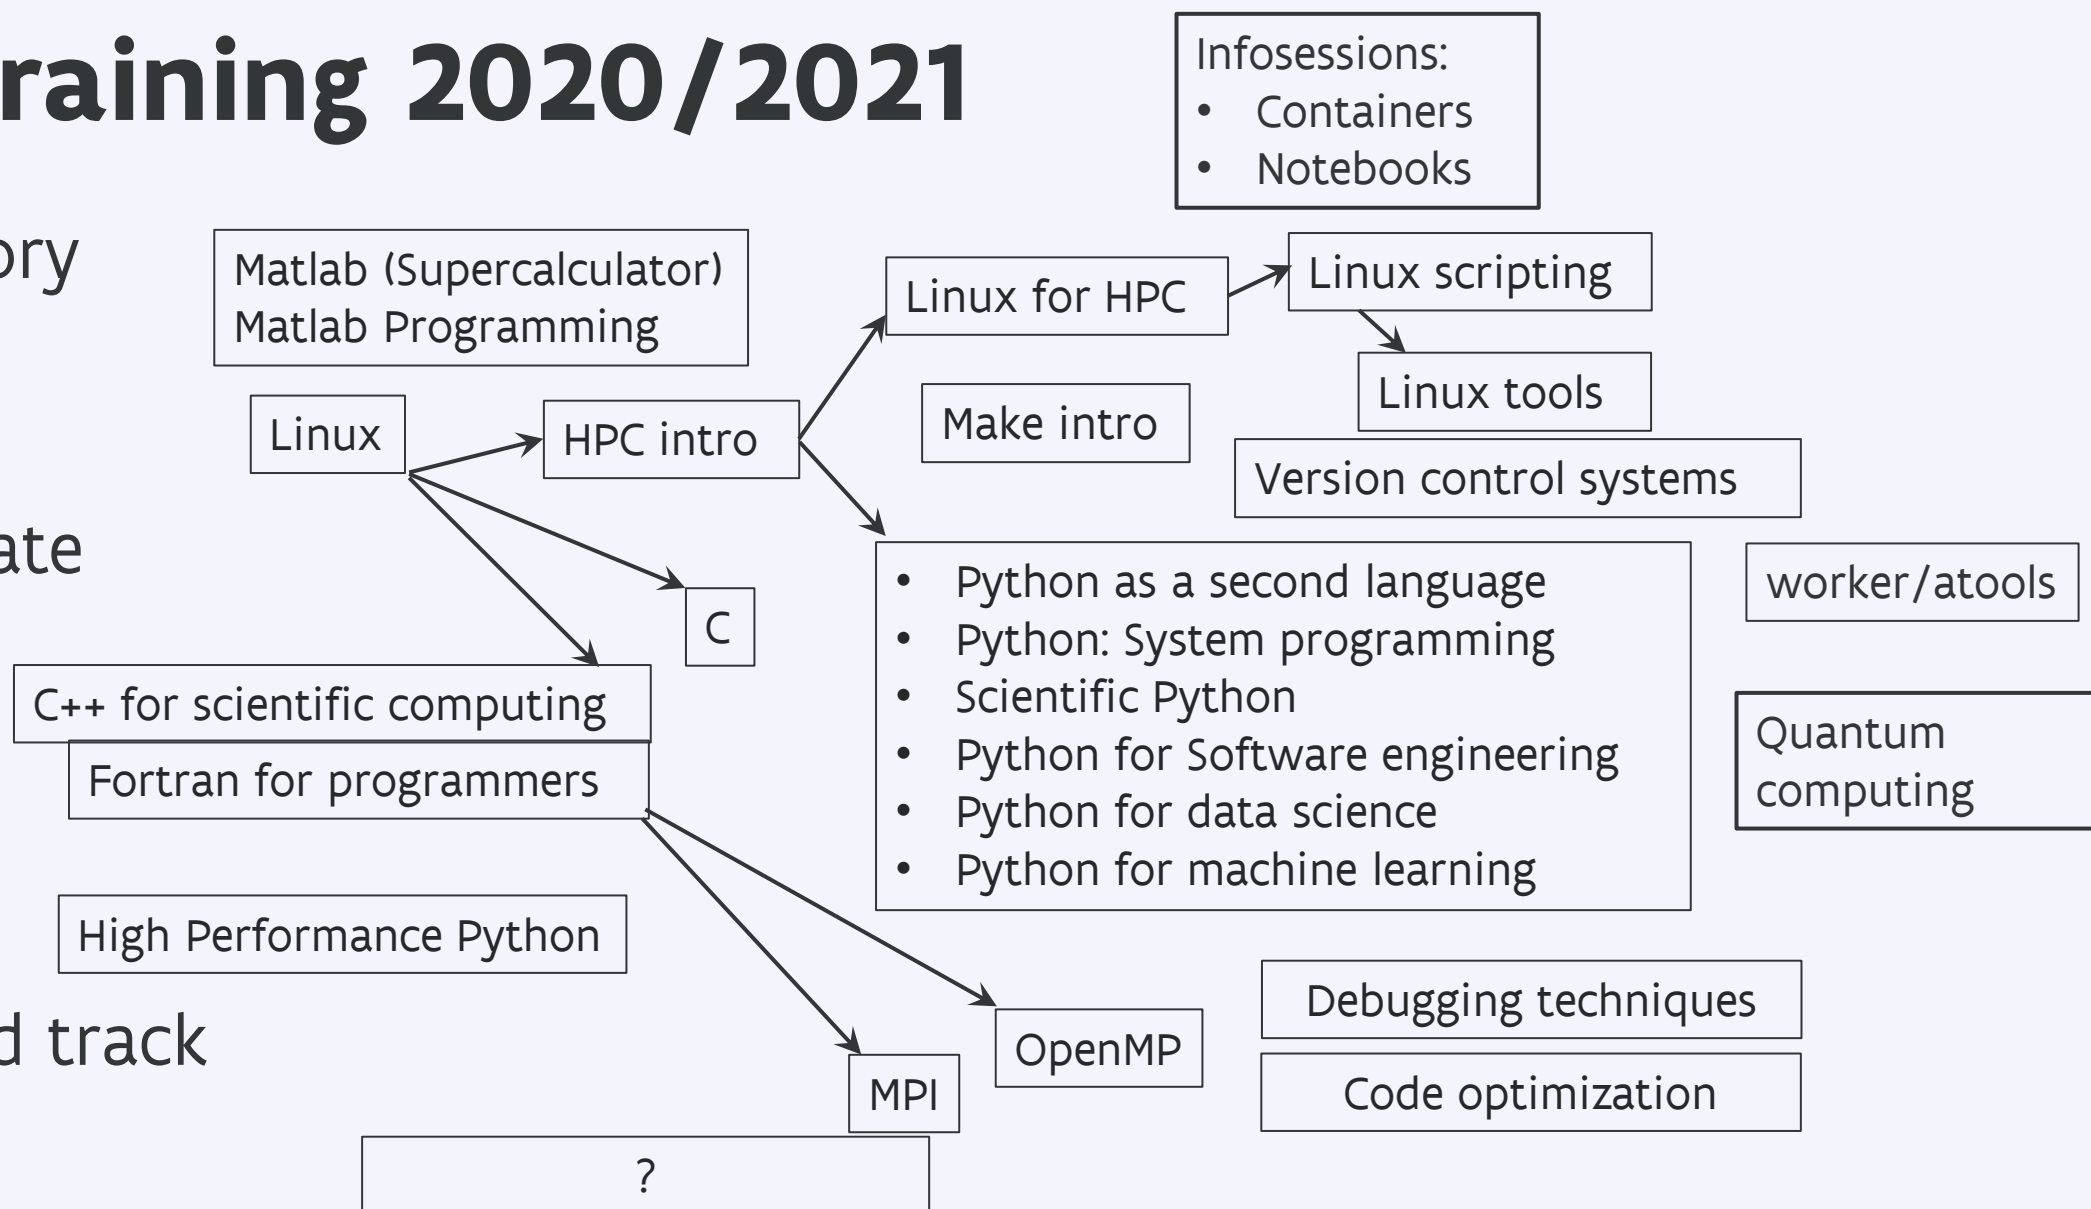 raining 2020/2021
Infosessions:
• Containers
• Notebooks
ory
Matlab (Supercalculator)
Matlab Programming
Linux for HPC
Linux scripting
Linux tools
Linux
HPC intro
Make intro
Version control systems
ate
C
• Python as a second language
• Python: System programming
• Scientific Python
• Python for Software engineering
• Python for data science
• Python for machine learning
worker/atools
C++ for scientific computing
Fortran for programmers
Quantum
computing
High Performance Python
d track
MPI
OpenMP
Debugging techniques
Code optimization
?